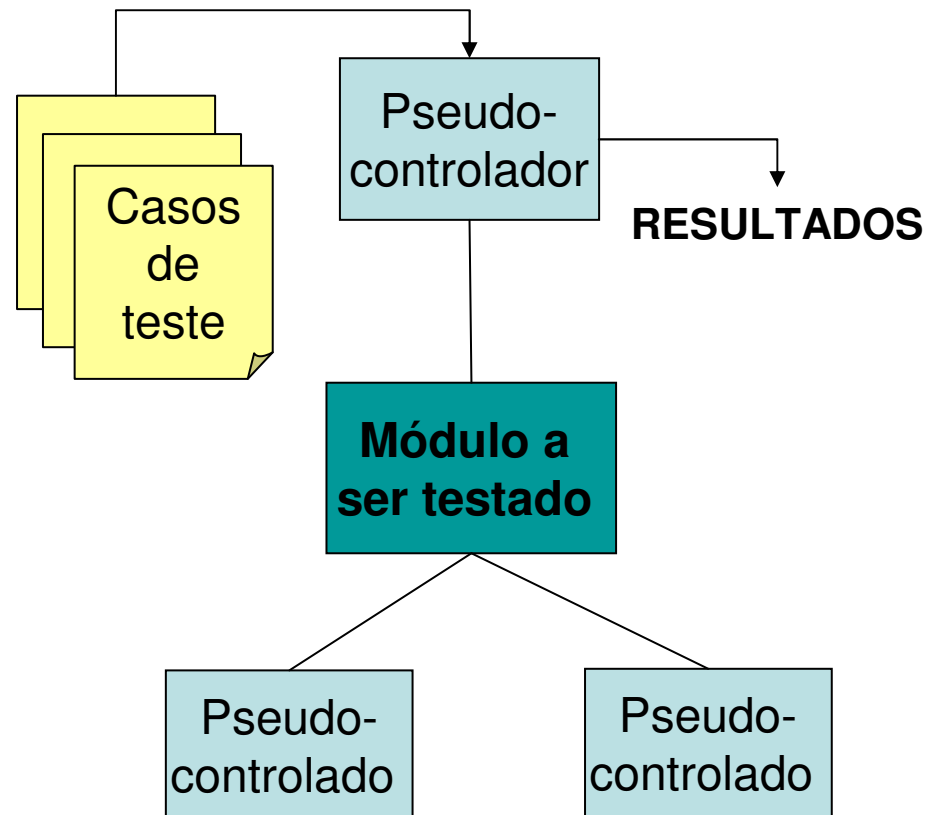 Pseudo-
controlador
Casos
de
teste
RESULTADOS
Módulo a
ser testado
Pseudo-
controlado
Pseudo-
controlado